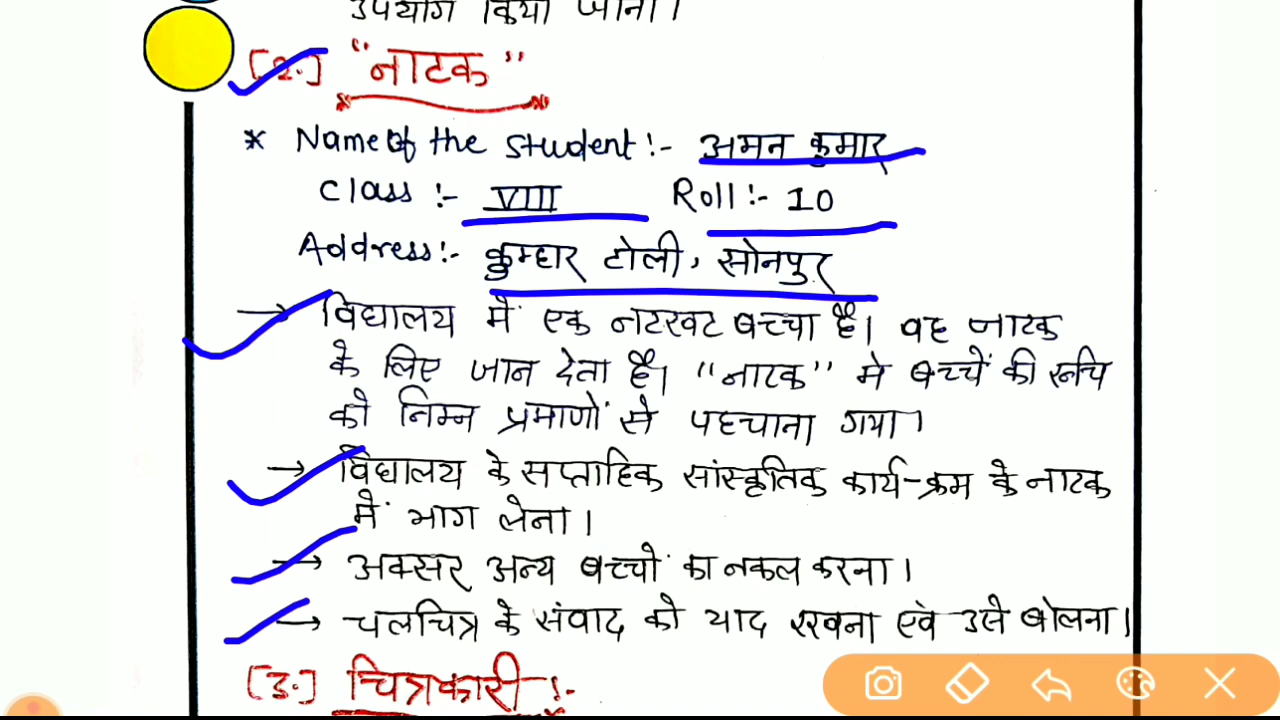 उपयोग किया जाना।
[2.] "नाटक"
* Name Of the student :- अमन कुमार
Class :- VIII Roll :- 10
Address :- कुम्हार टोली, सोनपुर
→ विद्यालय में एक नटखट बच्चा है। वह नाटक
के लिए जान देता है। "नाटक" मे बच्चें की रूचि
को निम्न प्रमाणों से पहचाना गया।
→ विद्यालय के सप्ताहिक सांस्कृतिक कार्य-क्रम के नाटक
में भाग लेना।
→ अक्सर अन्य बच्चों का नकल करना।
→ चलचित्र के संवाद को याद रखना एवं उसे बोलना।
[3.] चित्रकारी :-